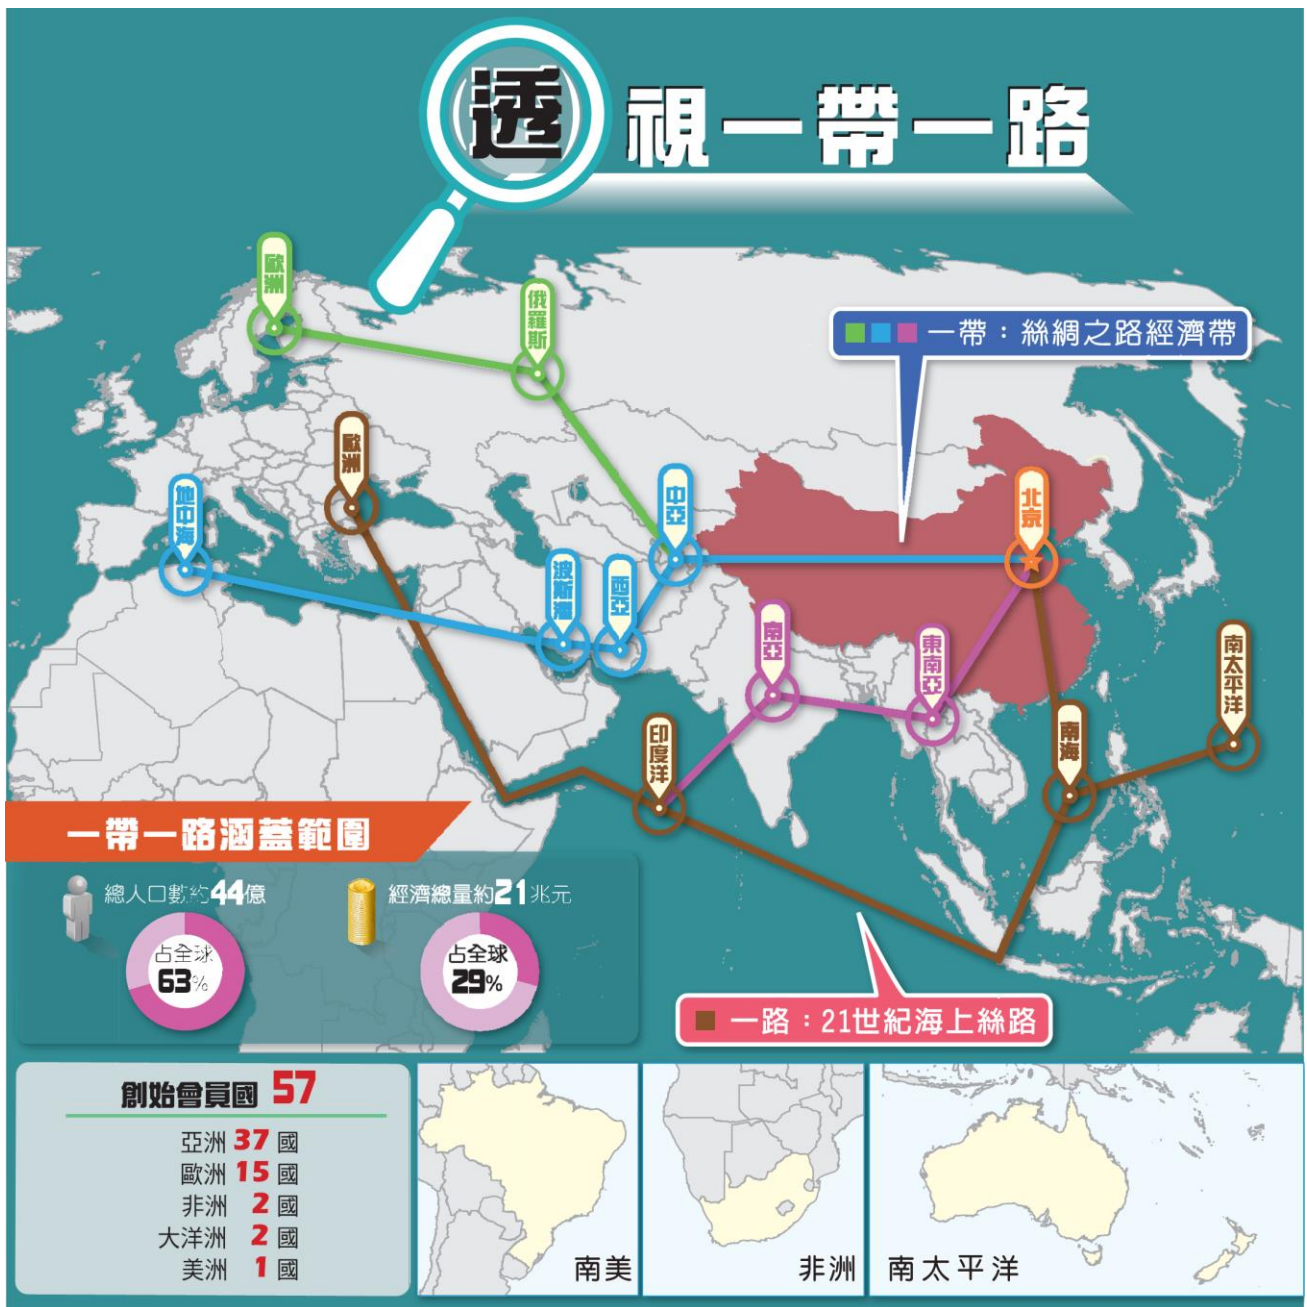 透視一帶一路
歐洲
俄羅斯
一帶：絲綢之路經濟帶
歐洲
地中海
中亞
北京
波斯灣
西亞
南亞
東南亞
南太平洋
印度洋
南海
一帶一路涵蓋範圍
總人口數約44億
經濟總量約21兆元
占全球
63%
占全球
29%
一路：21世紀海上絲路
創始會員國 57
亞洲 37 國
歐洲 15 國
非洲 2 國
大洋洲 2 國
美洲 1 國
南美
非洲
南太平洋